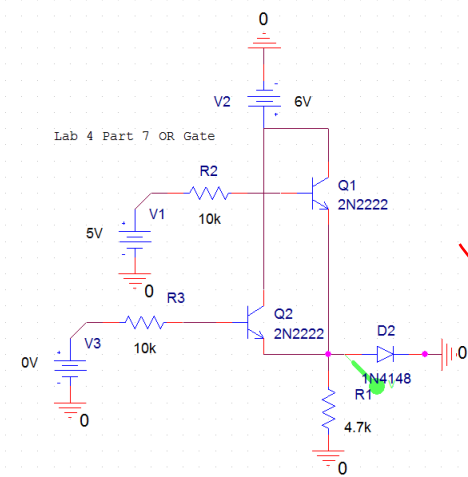 0
V2 6V
Lab 4 Part 7 OR Gate
R2
Q1
10k
2N2222
V1
5V
0
R3
Q2
2N2222
10k
V3
0V
D2
0
1N4148
R1
4.7k
0
0